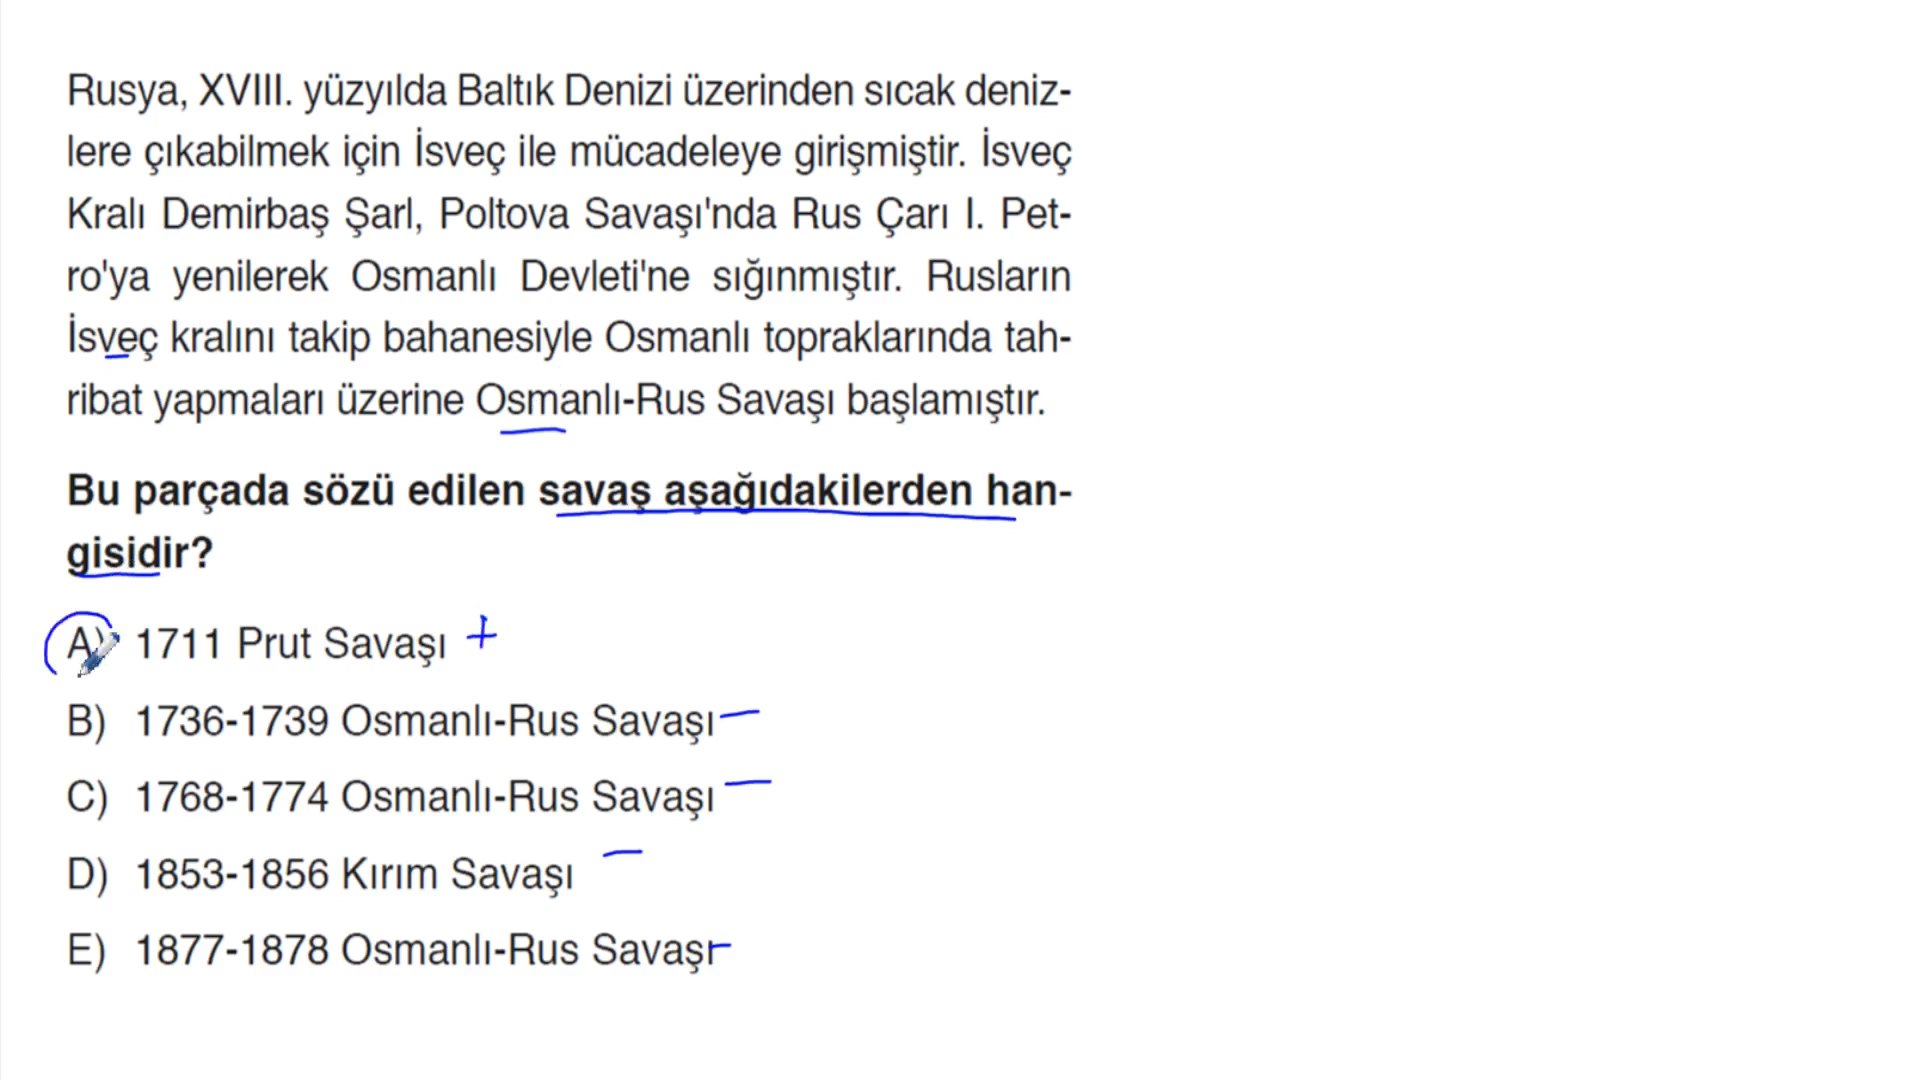 Rusya, XVIII. yüzyılda Baltık Denizi üzerinden sıcak deniz-
lere çıkabilmek için İsveç ile mücadeleye girişmiştir. İsveç
Kralı Demirbaş Şarl, Poltova Savaşı'nda Rus Çarı I. Pet-
ro'ya yenilerek Osmanlı Devleti'ne sığınmıştır. Rusların
İsveç kralını takip bahanesiyle Osmanlı topraklarında tah-
ribat yapmaları üzerine Osmanlı-Rus Savaşı başlamıştır.
Bu parçada sözü edilen savaş aşağıdakilerden han-
gisidir?
A) 1711 Prut Savaşı +
B) 1736-1739 Osmanlı-Rus Savaşı –
C) 1768-1774 Osmanlı-Rus Savaşı –
D) 1853-1856 Kırım Savaşı –
E) 1877-1878 Osmanlı-Rus Savaşı –